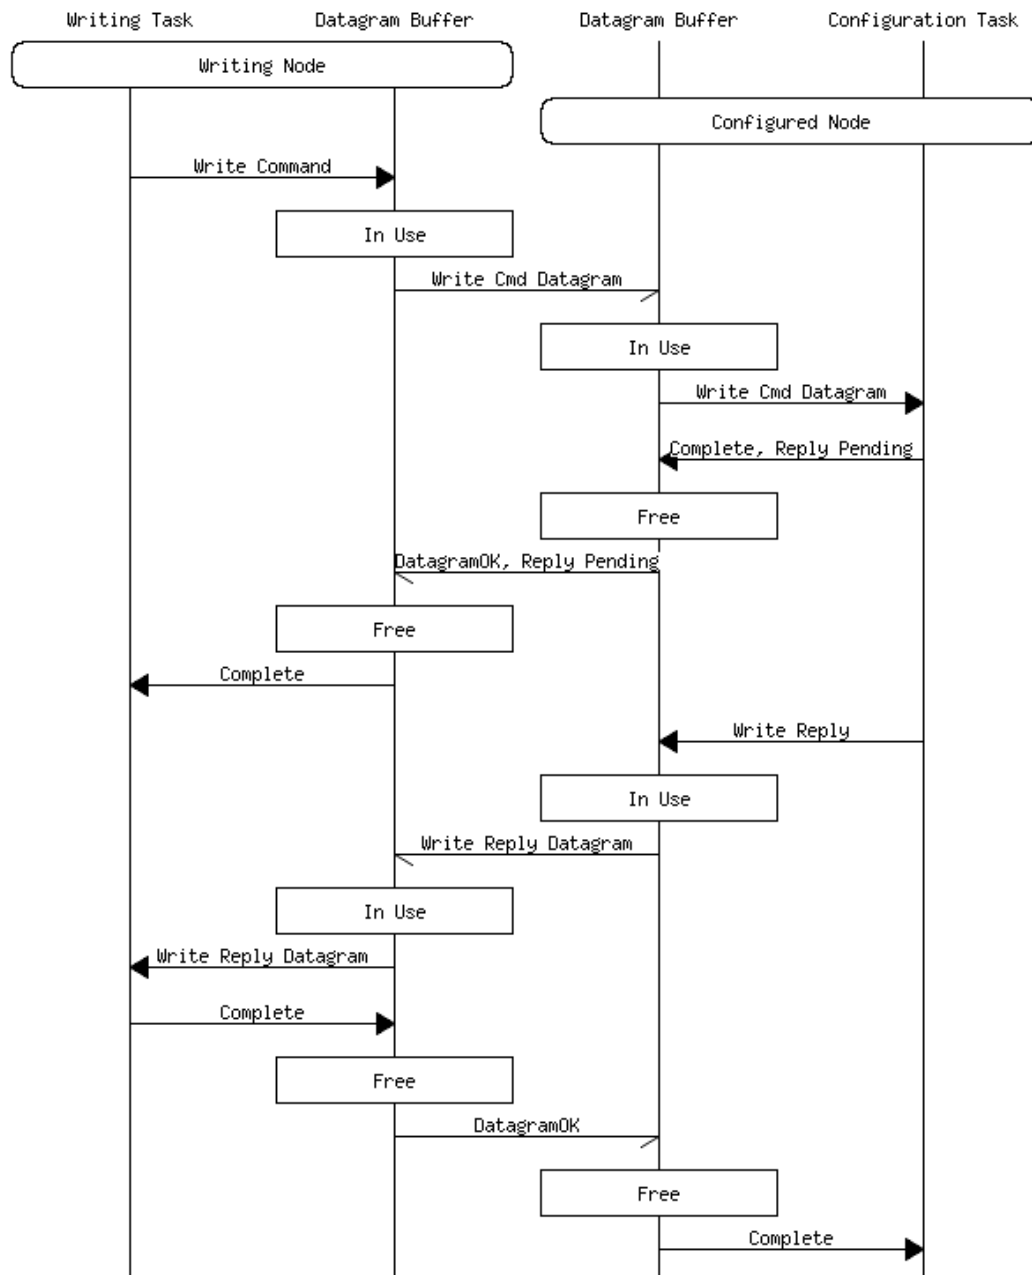 Writing Task
Datagram Buffer
Datagram Buffer
Configuration Task
Writing Node
Configured Node
Write Command
In Use
Write Cmd Datagram
In Use
Write Cmd Datagram
Complete, Reply Pending
Free
DatagramOK, Reply Pending
Free
Complete
Write Reply
In Use
Write Reply Datagram
In Use
Write Reply Datagram
Complete
Free
DatagramOK
Free
Complete